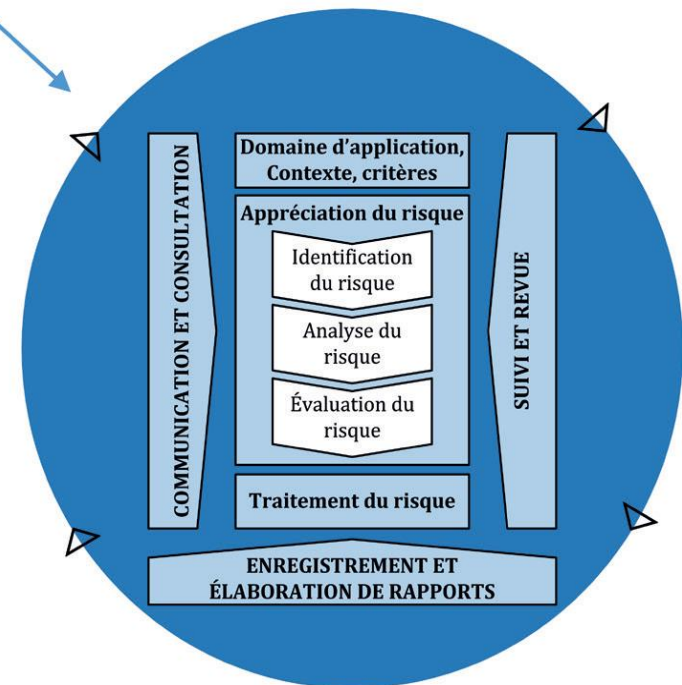 Domaine d’application,
Contexte, critères
Appréciation du risque
Identification
du risque
Analyse du
risque
Évaluation du
risque
Traitement du risque
COMMUNICATION ET CONSULTATION
SUIVI ET REVUE
ENREGISTREMENT ET
ÉLABORATION DE RAPPORTS